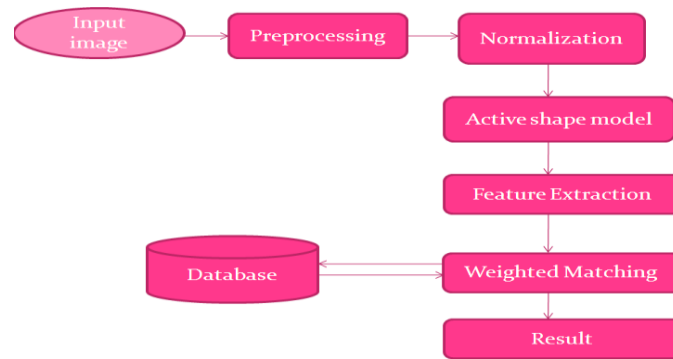 Input
image
Preprocessing
Normalization
Active shape model
Feature Extraction
Database
Weighted Matching
Result